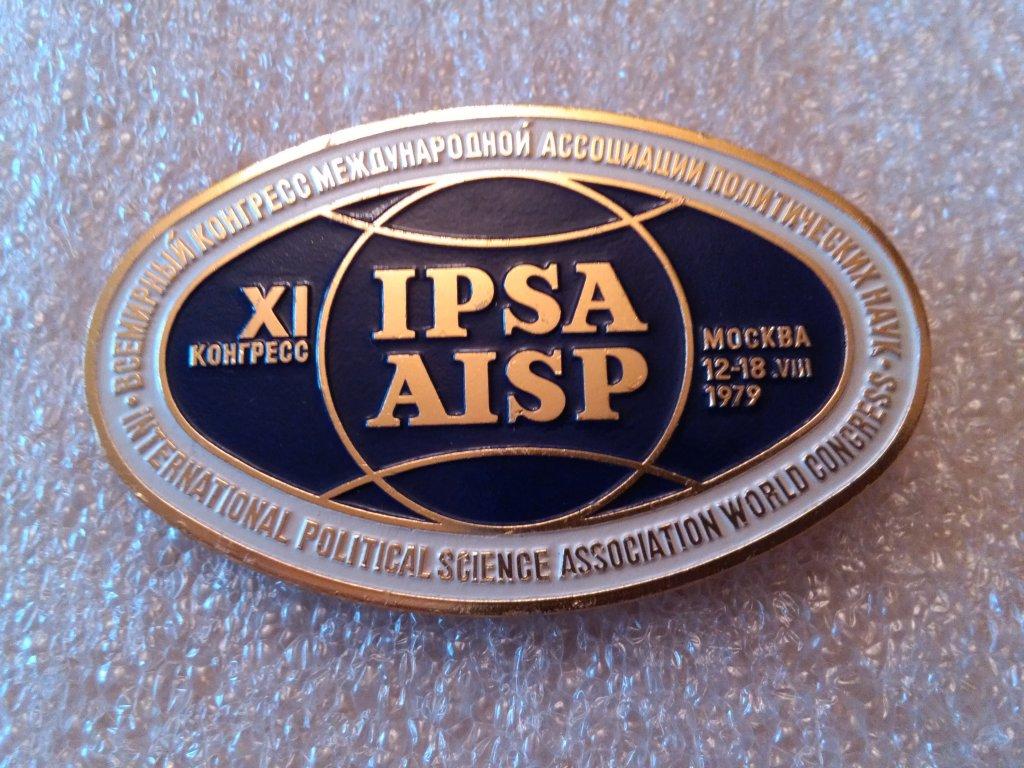 · ВСЕМИРНЫЙ КОНГРЕСС МЕЖДУНАРОДНОЙ АССОЦИАЦИИ ПОЛИТИЧЕСКИХ НАУК ·
XI
КОНГРЕСС
IPSA
AISP
МОСКВА
12-18.VIII
1979
INTERNATIONAL POLITICAL SCIENCE ASSOCIATION WORLD CONGRESS